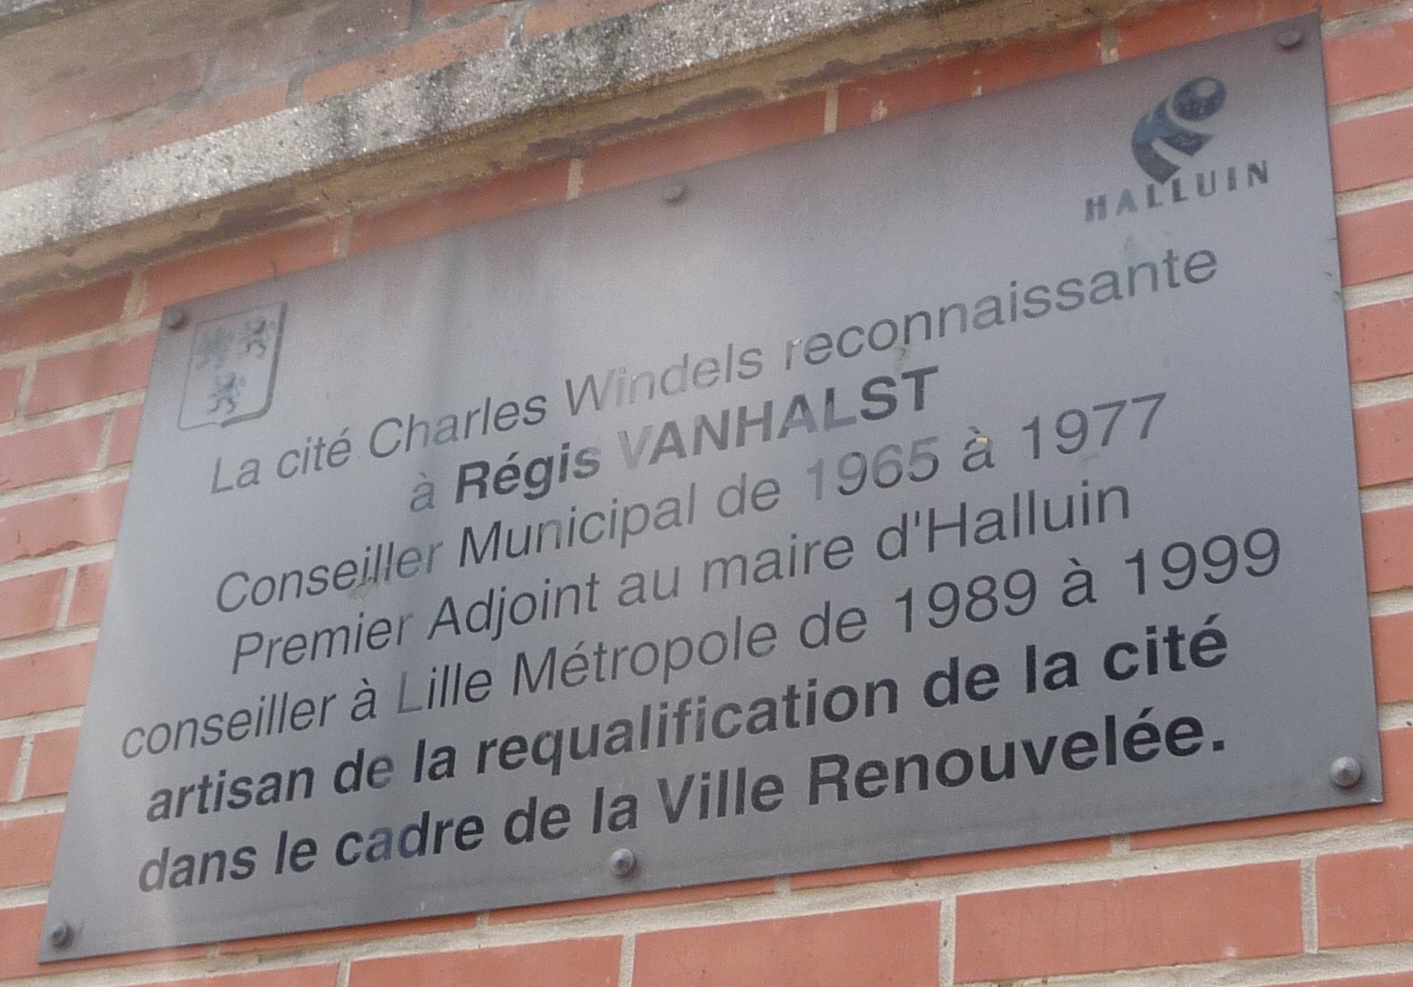 HALLUIN
La cité Charles Windels reconnaissante
à Régis VANHALST
Conseiller Municipal de 1965 à 1977
Premier Adjoint au maire d'Halluin
conseiller à Lille Métropole de 1989 à 1999
artisan de la requalification de la cité
dans le cadre de la Ville Renouvelée.